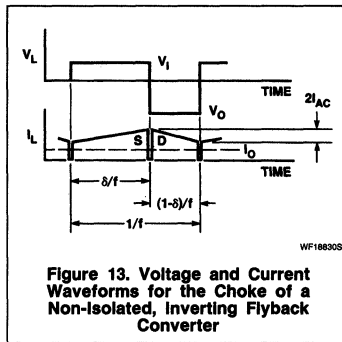 V_L
V_I
TIME
V_O
2I_AC
I_L
S D
I_O
TIME
δ/f
(1-δ)/f
1/f
WF18830S
Figure 13. Voltage and Current
Waveforms for the Choke of a
Non-Isolated, Inverting Flyback
Converter